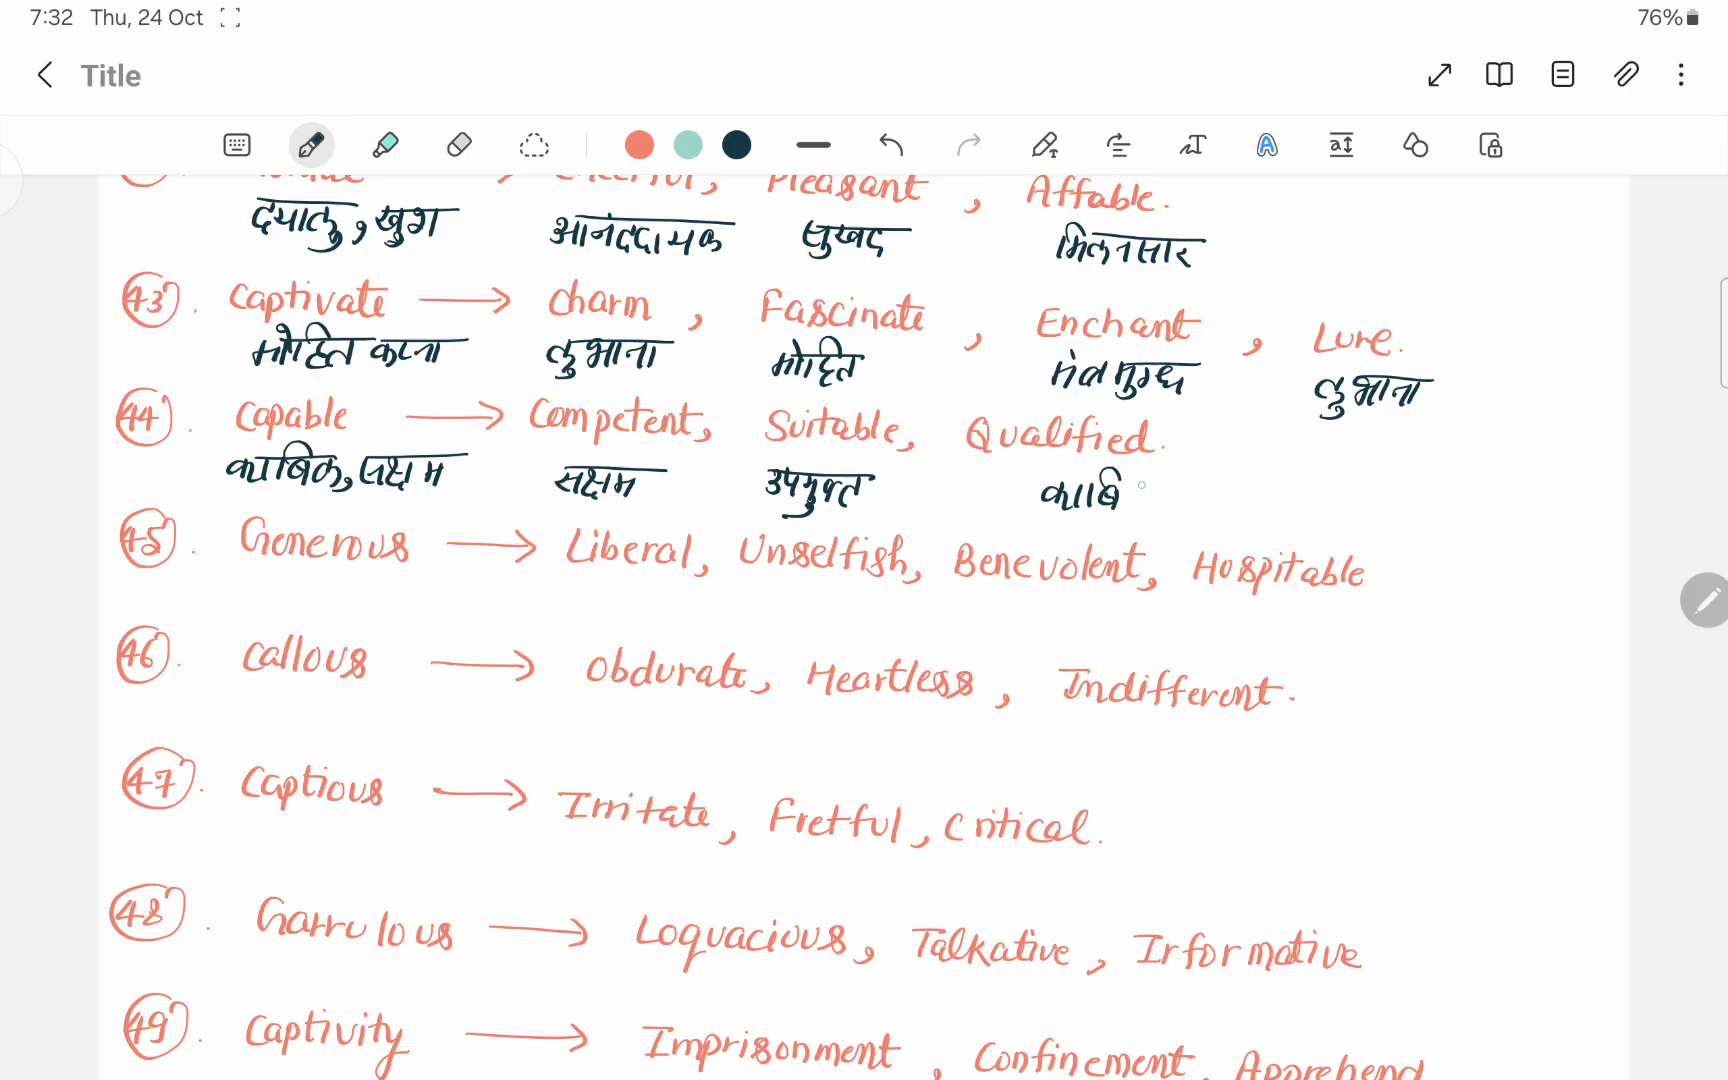 7:32 Thu, 24 Oct 76%
Title
Cheerful, Pleasant, Affable.
दयालु, खुश आनंददायक सुखद मिलनसार
43. Captivate → Charm, Fascinate, Enchant, Lure.
मोहित करना लुभाना मोहित मंत्रमुग्ध लुभाना
44. Capable → Competent, Suitable, Qualified.
काबिल, सक्षम सक्षम उपयुक्त काबि
45. Generous → Liberal, Unselfish, Benevolent, Hospitable
46. Callous → Obdurate, Heartless, Indifferent.
47. Captious → Irritate, Fretful, Critical.
48. Garrulous → Loquacious, Talkative, Informative
49. Captivity → Imprisonment, Confinement, Apprehend